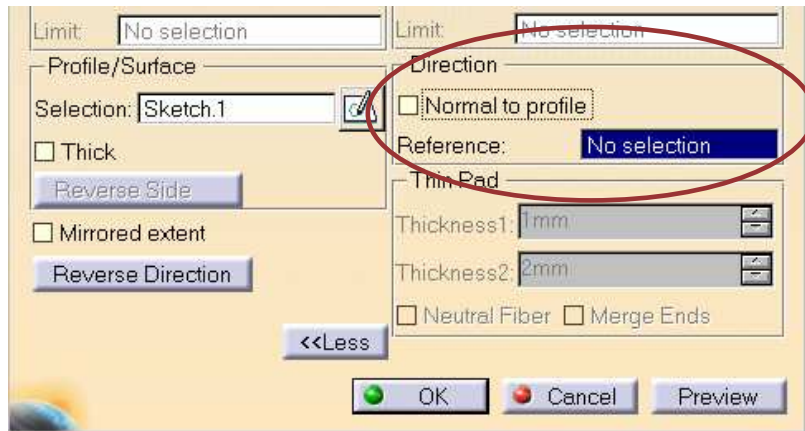 Limit: No selection
Limit: No selection
Profile/Surface
Selection: Sketch.1
Thick
Reverse Side
Mirrored extent
Reverse Direction
Direction
Normal to profile
Reference: No selection
Thin Pad
Thickness1: 1mm
Thickness2: 2mm
Neutral Fiber Merge Ends
<<Less
OK Cancel Preview